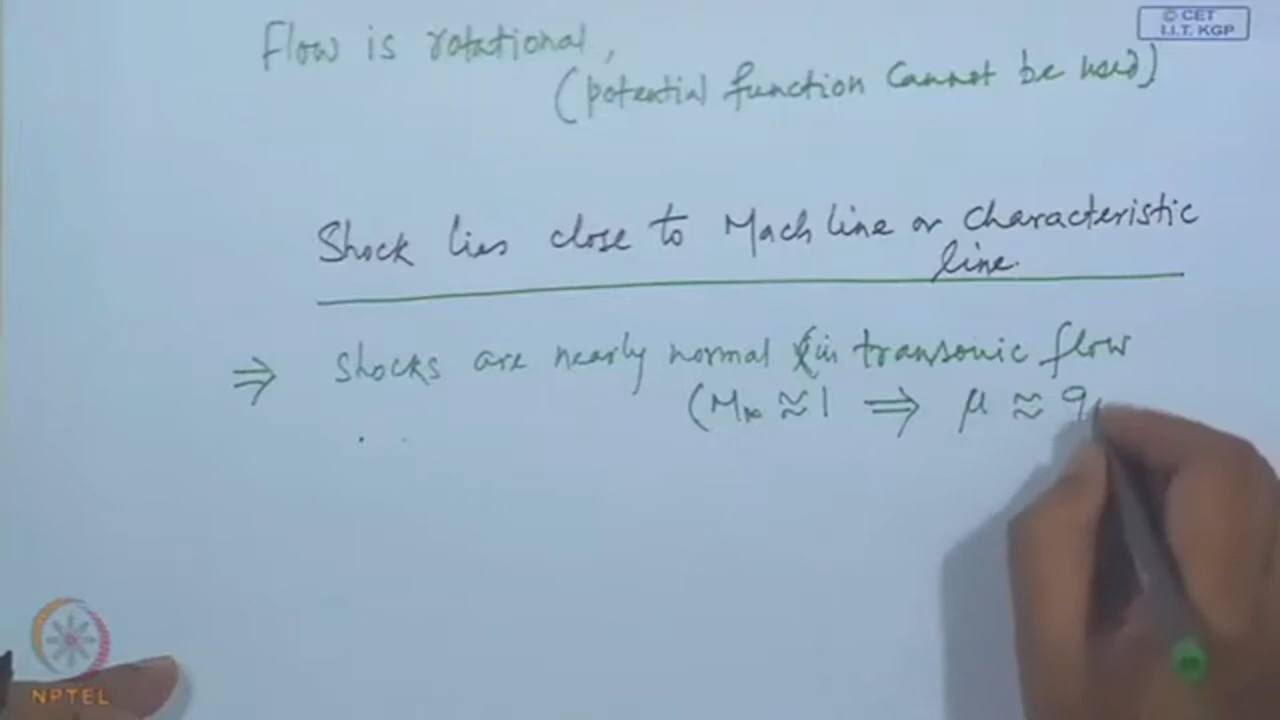 © CET
I.I.T. KGP
Flow is rotational,
(potential function cannot be used)
Shock lies close to Mach line or characteristic
line.
⇒ shocks are nearly normal in transonic flow
(M∞ ≈ 1 ⇒ μ ≈ 9
NPTEL